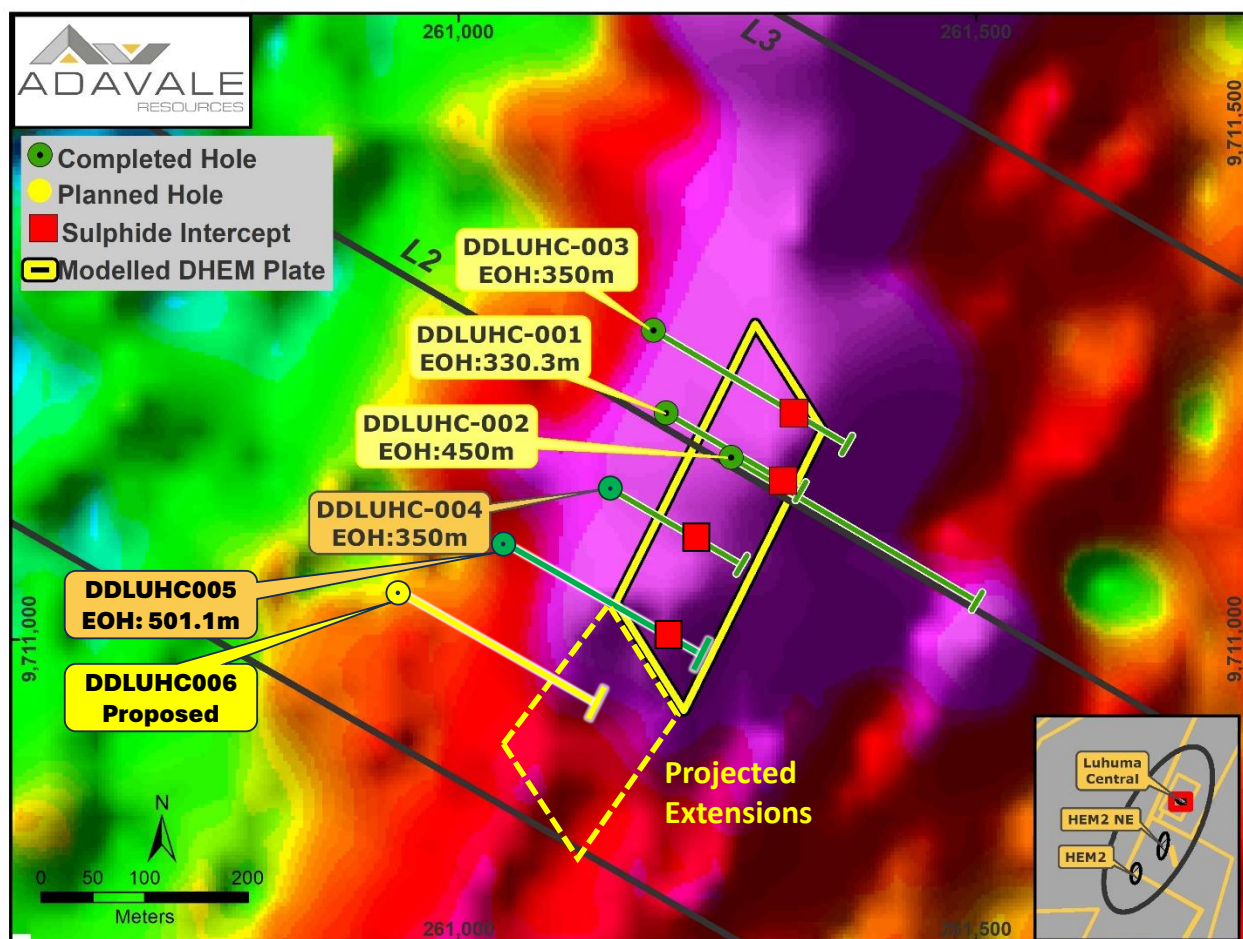 ADAVALE
RESOURCES
261,000
261,500
L3
9,711,500
Completed Hole
Planned Hole
Sulphide Intercept
Modelled DHEM Plate
L2
DDLUHC-003
EOH:350m
DDLUHC-001
EOH:330.3m
DDLUHC-002
EOH:450m
DDLUHC-004
EOH:350m
DDLUHC005
EOH: 501.1m
DDLUHC006
Proposed
9,711,000
9,711,000
Projected
Extensions
N
0 50 100 200
Meters
Luhuma
Central
HEM2 NE
HEM2
261,000
261,500